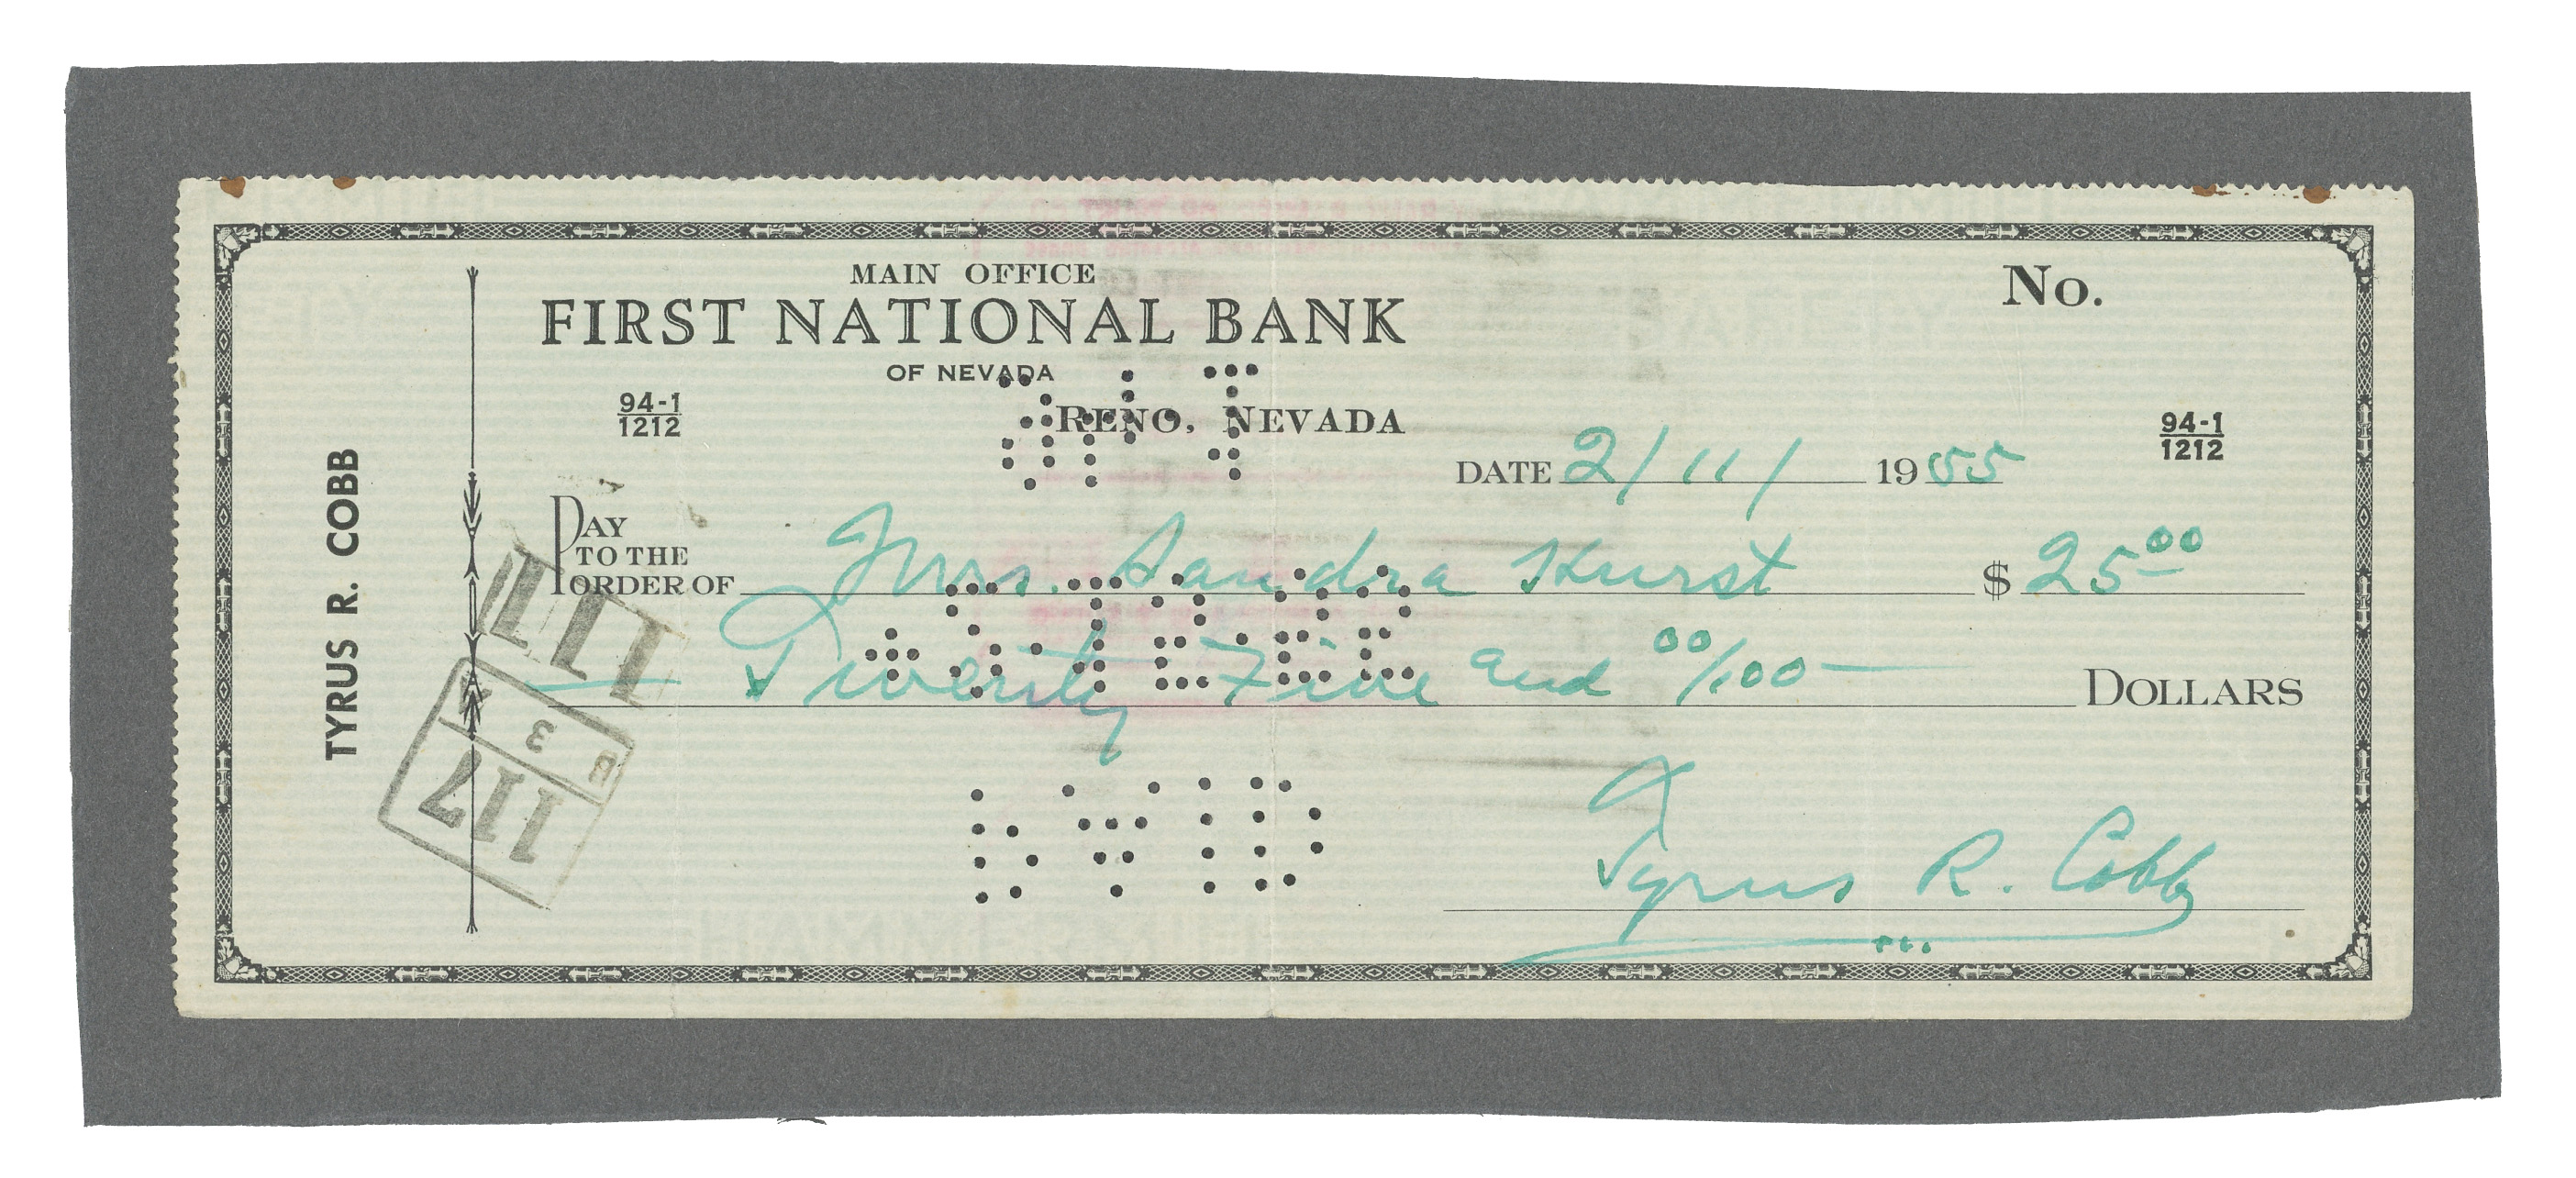 MAIN OFFICE
FIRST NATIONAL BANK
OF NEVADA
RENO, NEVADA
No.
94-1
1212
94-1
1212
TYRUS R. COBB
DATE 2/11/ 1955
PAY TO THE ORDER OF Mrs. Sandra Hurst $ 25 00
Twenty Five and 00/100 DOLLARS
117
3
B
Tyrus R. Cobb